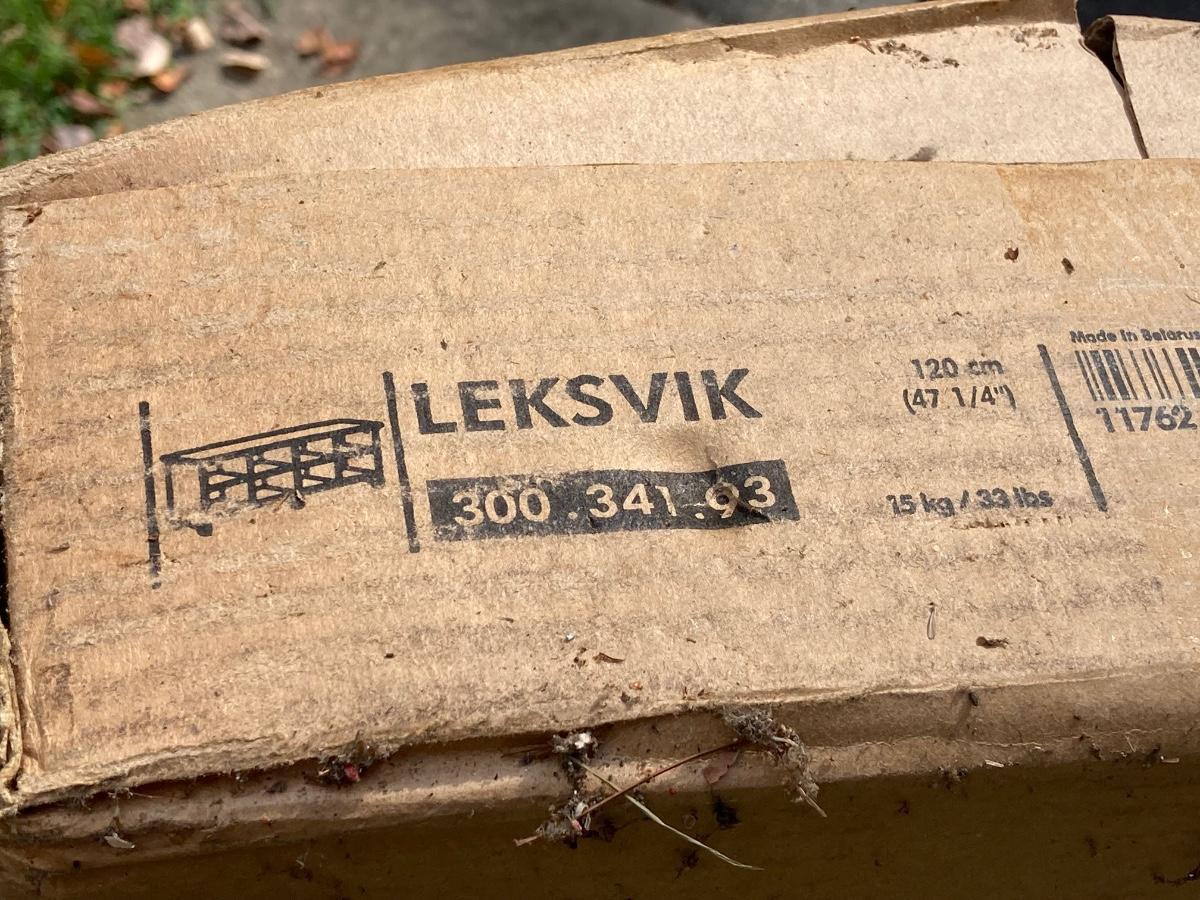 LEKSVIK
300.341.93
120 cm
(47 1/4")
15 kg / 33 lbs
Made in Belarus
11762